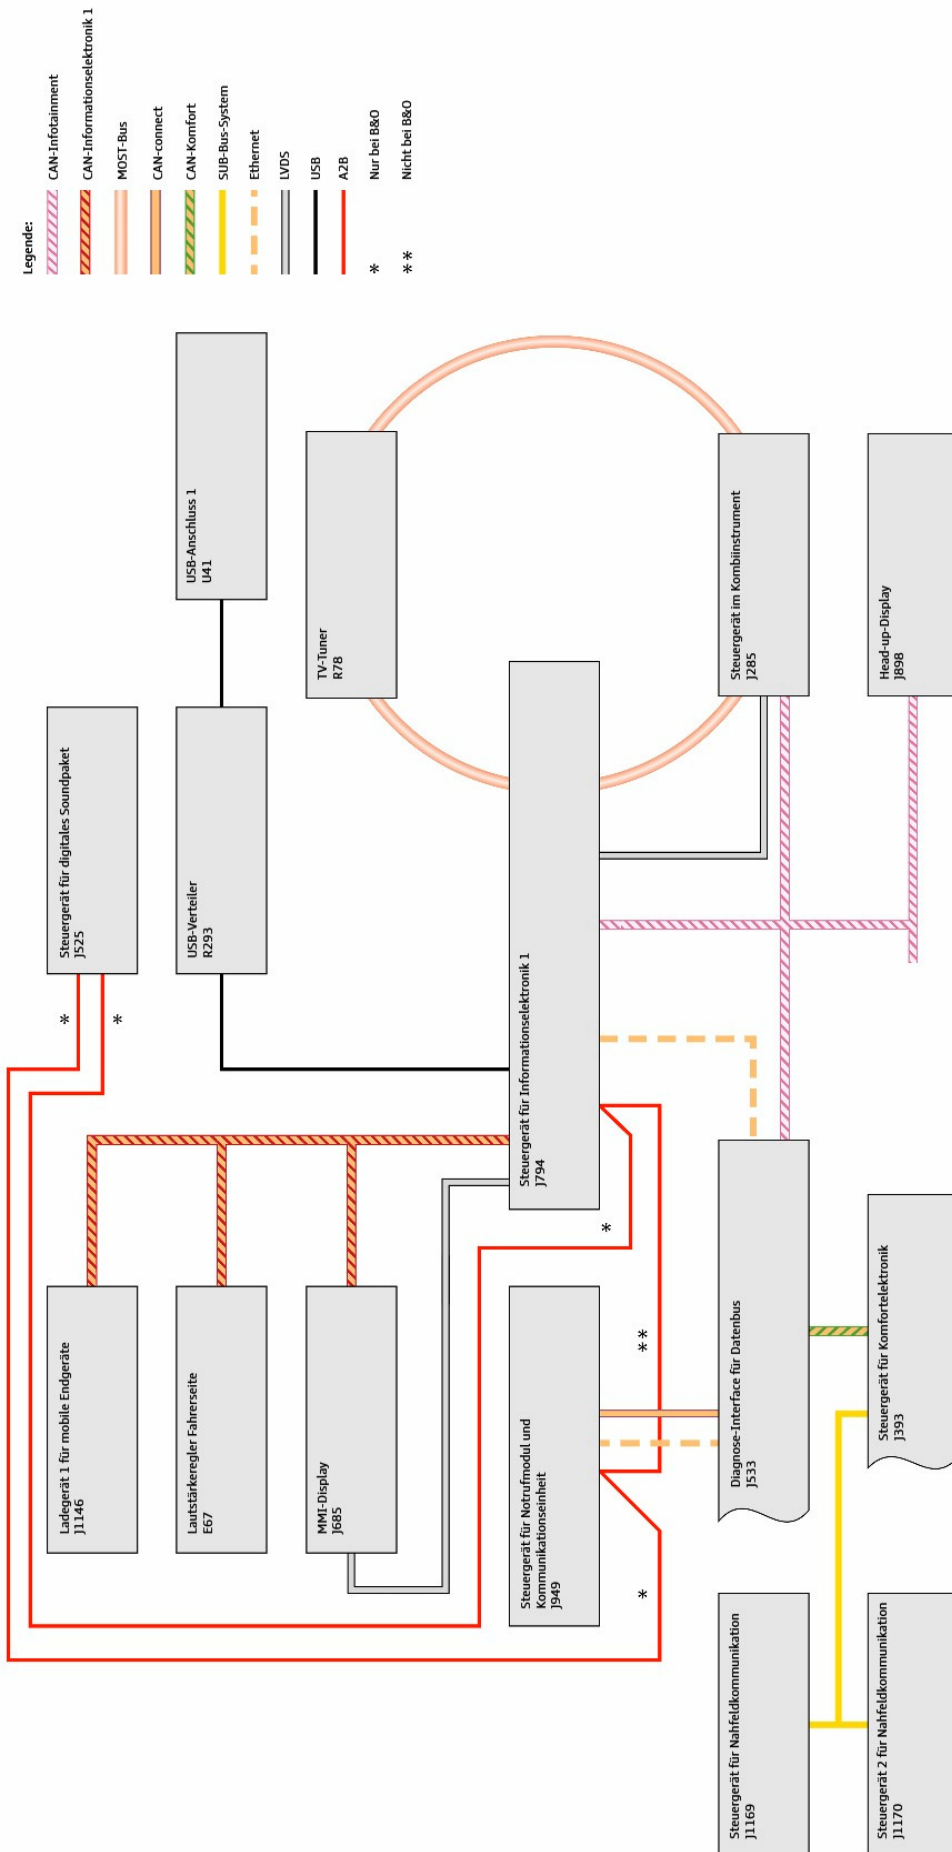 Legende:
CAN-Infotainment
CAN-Informationselektronik 1
MOST-Bus
CAN-connect
CAN-Komfort
SUB-Bus-System
Ethernet
LVDS
USB
A2B
* Nur bei B&O
** Nicht bei B&O
Ladegerät 1 für mobile Endgeräte
J1146
Steuergerät für digitales Soundpaket
J525
*
*
Lautstärkeregler Fahrerseite
E67
USB-Verteiler
R293
USB-Anschluss 1
U41
MMI-Display
J685
TV-Tuner
R78
Steuergerät für Notrufmodul und
Kommunikationseinheit
J949
Steuergerät für Informationselektronik 1
J794
*
*
**
Steuergerät für Nahfeldkommunikation
J1169
Diagnose-Interface für Datenbus
J533
Steuergerät im Kombiinstrument
J285
Steuergerät 2 für Nahfeldkommunikation
J1170
Steuergerät für Komfortelektronik
J393
Head-up-Display
J898